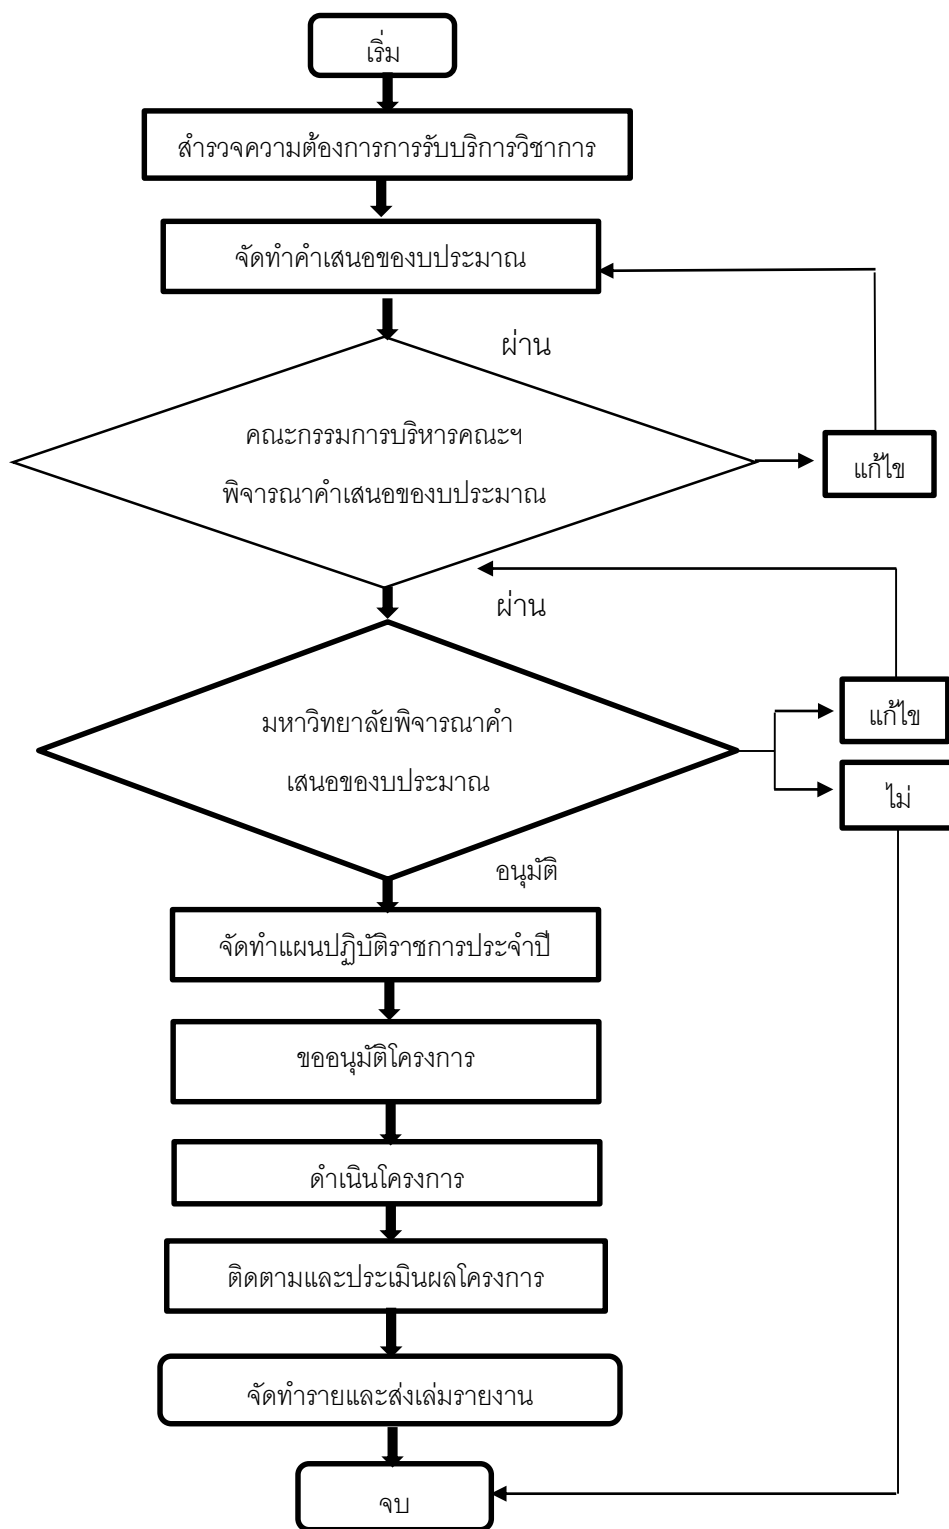 เริ่ม
สำรวจความต้องการการรับบริการวิชาการ
จัดทำคำเสนอของบประมาณ
ผ่าน
คณะกรรมการบริหารคณะฯ
พิจารณาคำเสนอของบประมาณ
แก้ไข
ผ่าน
มหาวิทยาลัยพิจารณาคำ
เสนอของบประมาณ
แก้ไข
ไม่
อนุมัติ
จัดทำแผนปฏิบัติราชการประจำปี
ขออนุมัติโครงการ
ดำเนินโครงการ
ติดตามและประเมินผลโครงการ
จัดทำรายและส่งเล่มรายงาน
จบ